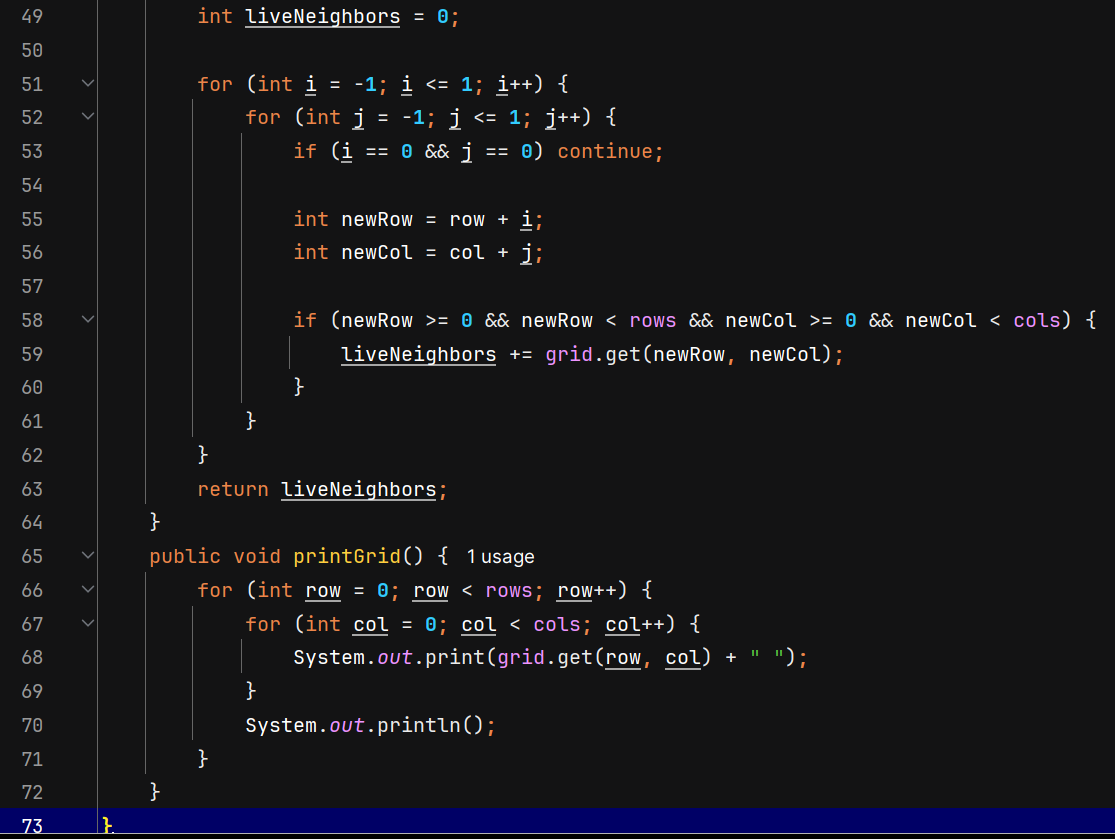 49 int liveNeighbors = 0;
50
51 for (int i = -1; i <= 1; i++) {
52 for (int j = -1; j <= 1; j++) {
53 if (i == 0 && j == 0) continue;
54
55 int newRow = row + i;
56 int newCol = col + j;
57
58 if (newRow >= 0 && newRow < rows && newCol >= 0 && newCol < cols) {
59 liveNeighbors += grid.get(newRow, newCol);
60 }
61 }
62 }
63 return liveNeighbors;
64 }
65 public void printGrid() { 1 usage
66 for (int row = 0; row < rows; row++) {
67 for (int col = 0; col < cols; col++) {
68 System.out.print(grid.get(row, col) + " ");
69 }
70 System.out.println();
71 }
72 }
73 }